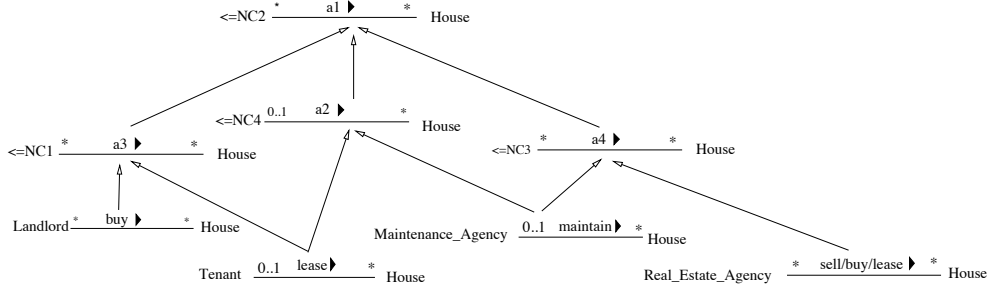 <=NC2 * a1 * House
<=NC4 0..1 a2 * House
<=NC1 * a3 * House
<=NC3 * a4 * House
Landlord * buy * House
Maintenance_Agency 0..1 maintain * House
Tenant 0..1 lease * House
Real_Estate_Agency * sell/buy/lease * House